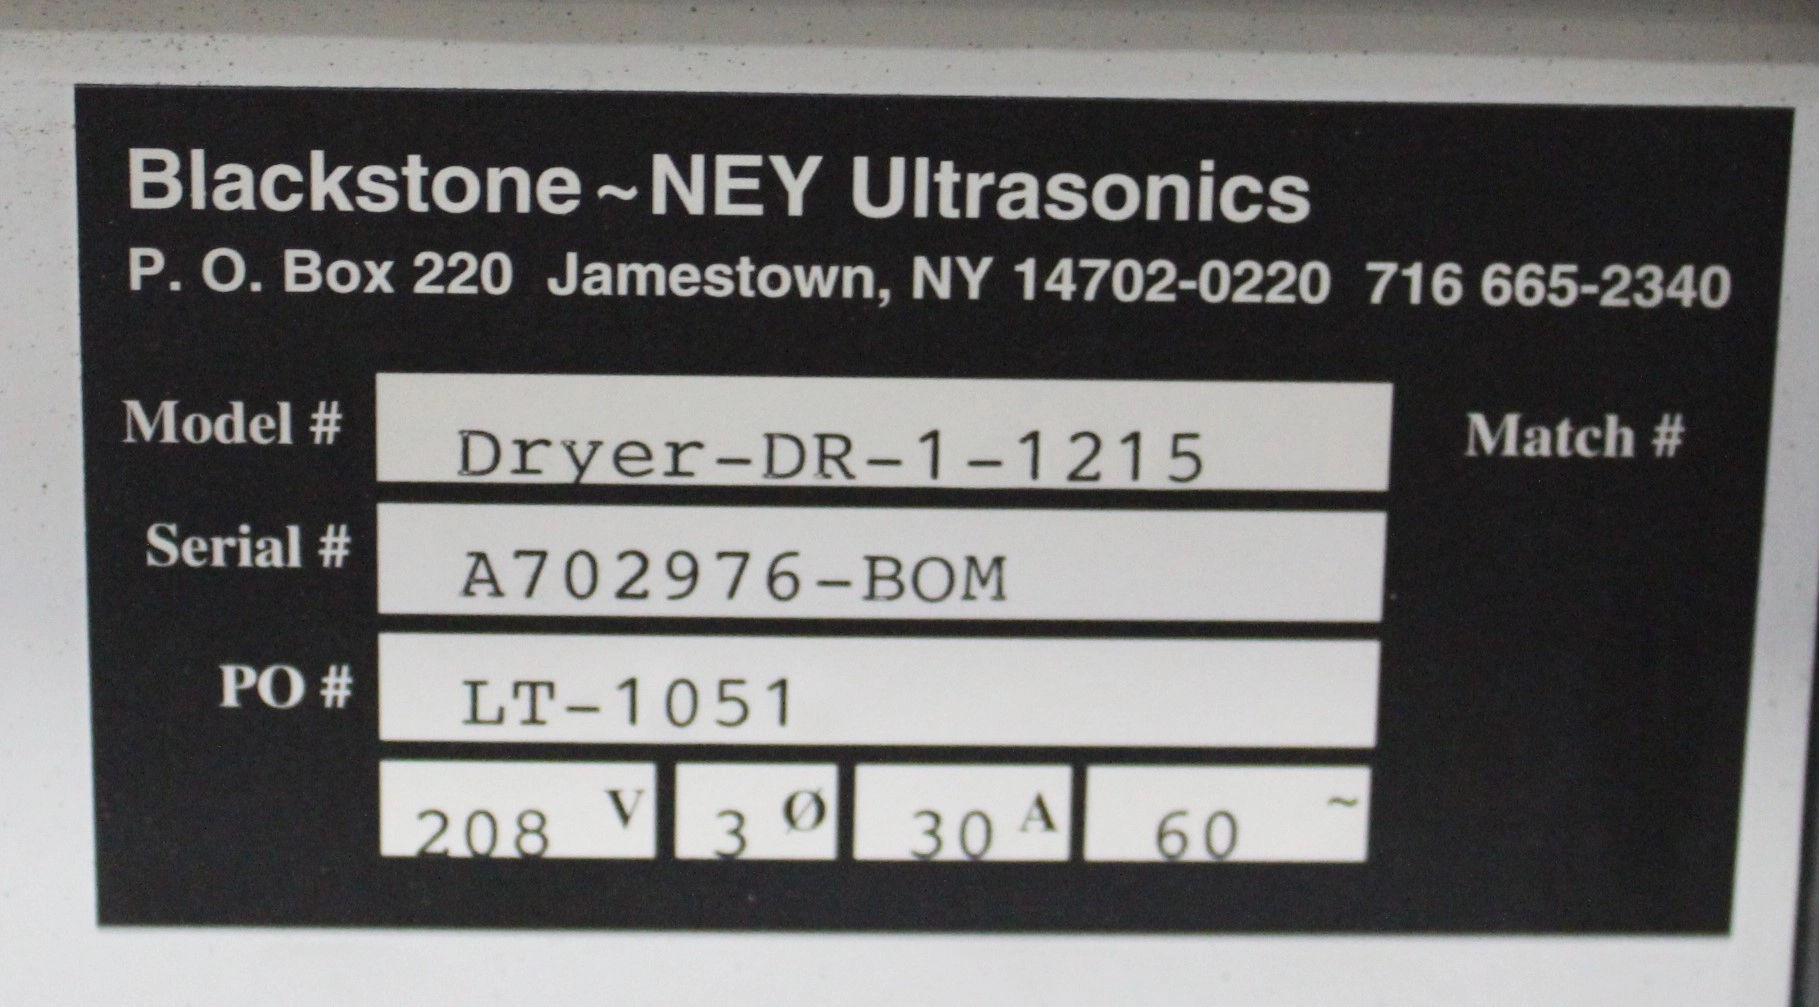 Blackstone ~ NEY Ultrasonics
P. O. Box 220 Jamestown, NY 14702-0220 716 665-2340
Model # Dryer-DR-1-1215 Match #
Serial # A702976-BOM
PO # LT-1051
208 V 3 Ø 30 A 60 ~